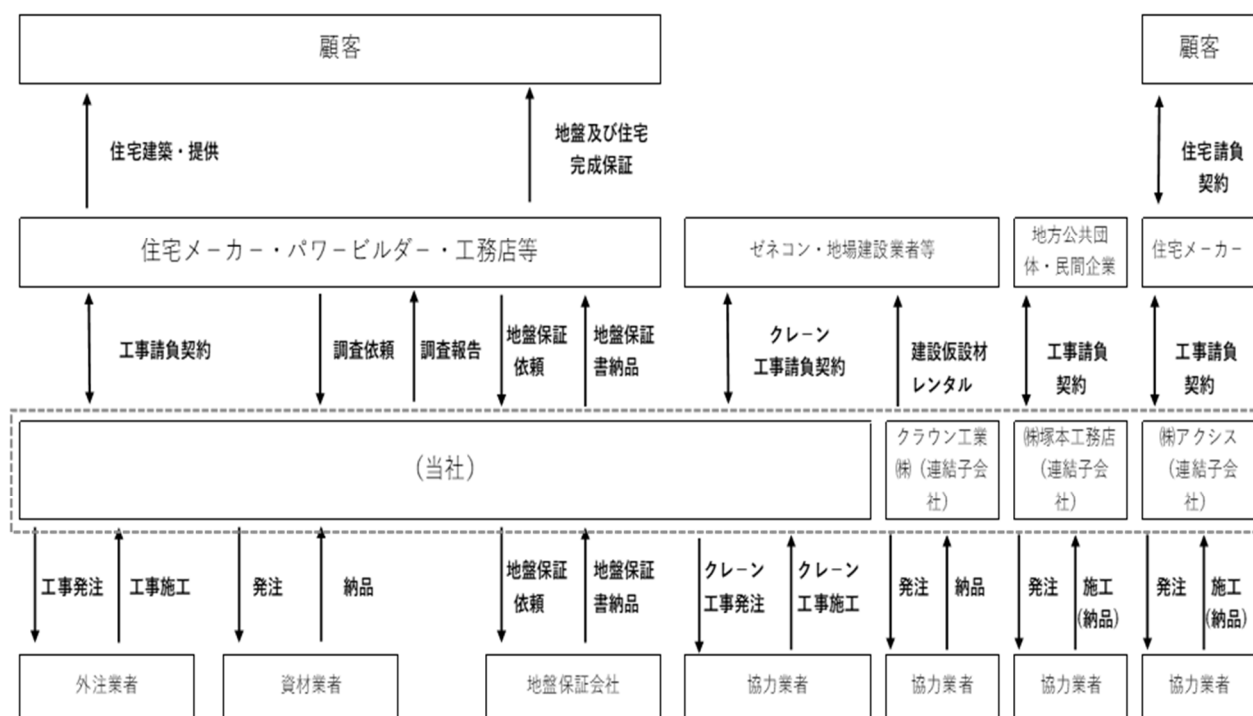 顧客
顧客
住宅建築・提供
地盤及び住宅
完成保証
住宅請負
契約
住宅メーカー・パワービルダー・工務店等
ゼネコン・地場建設業者等
地方公共団
体・民間企業
住宅メーカー
工事請負契約
調査依頼
調査報告
地盤保証
依頼
地盤保証
書納品
クレーン
工事請負契約
建設仮設材
レンタル
工事請負
契約
工事請負
契約
(当社)
クラウン工業
㈱(連結子会
社)
㈱塚本工務店
(連結子会
社)
㈱アクシス
(連結子会
社)
工事発注
工事施工
発注
納品
地盤保証
依頼
地盤保証
書納品
クレーン
工事発注
クレーン
工事施工
発注
納品
発注
施工
(納品)
発注
施工
(納品)
外注業者
資材業者
地盤保証会社
協力業者
協力業者
協力業者
協力業者